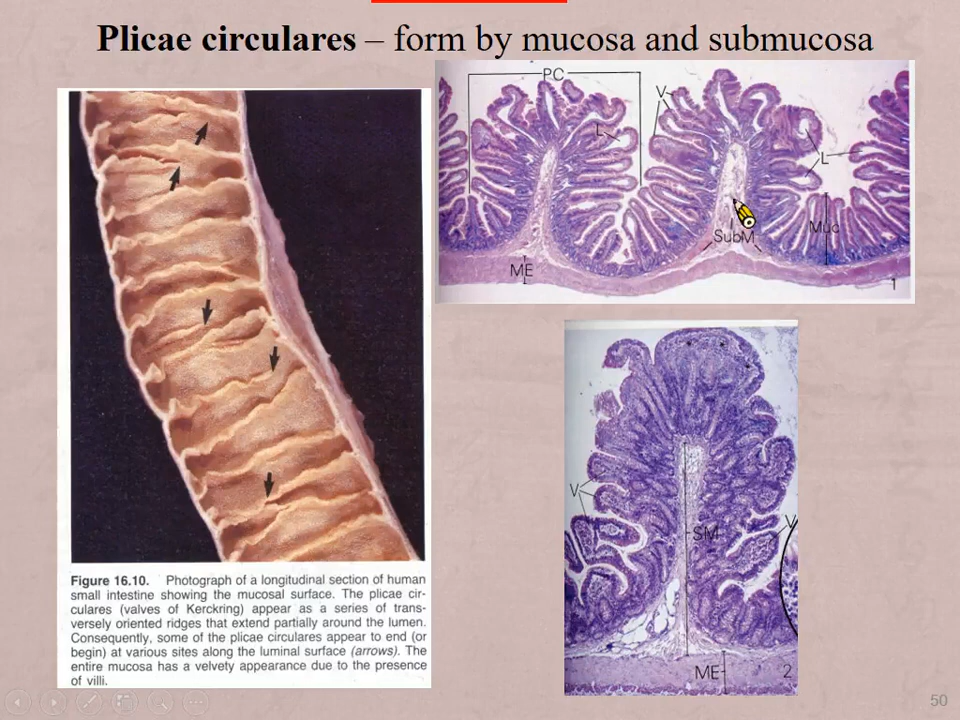 Plicae circulares – form by mucosa and submucosa
PC
V
L
L
SubM
Muc
ME
1
Figure 16.10. Photograph of a longitudinal section of human
small intestine showing the mucosal surface. The plicae cir-
culares (valves of Kerckring) appear as a series of trans-
versely oriented ridges that extend partially around the lumen.
Consequently, some of the plicae circulares appear to end (or
begin) at various sites along the luminal surface (arrows). The
entire mucosa has a velvety appearance due to the presence
of villi.
V
SM
V
ME
2
50